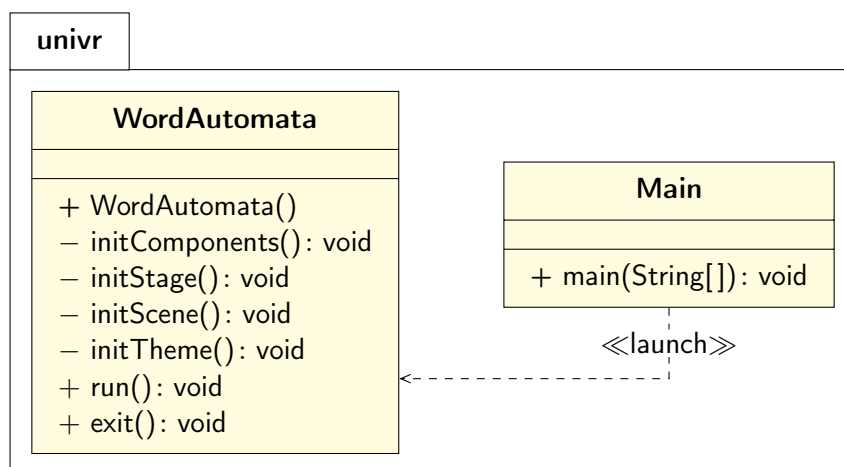 univr
WordAutomata
+ WordAutomata()
− initComponents(): void
− initStage(): void
− initScene(): void
− initTheme(): void
+ run(): void
+ exit(): void
Main
+ main(String[]): void
≪launch≫